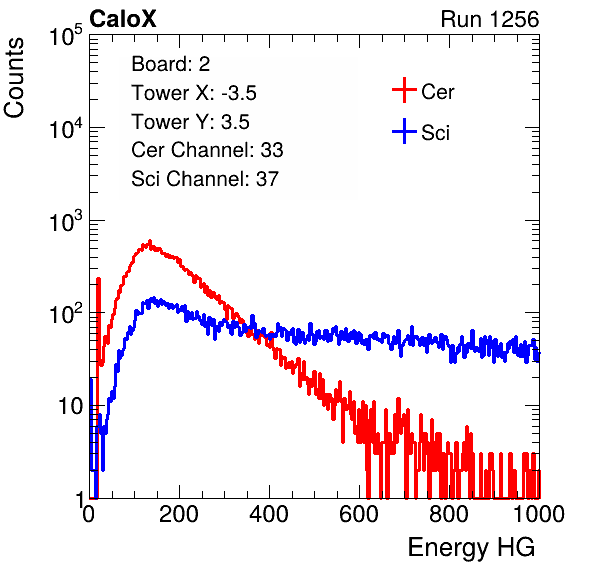 CaloX Run 1256
Counts
10^5
10^4
10^3
10^2
10
1
Board: 2
Tower X: -3.5
Tower Y: 3.5
Cer Channel: 33
Sci Channel: 37
Cer
Sci
0 200 400 600 800 1000
Energy HG